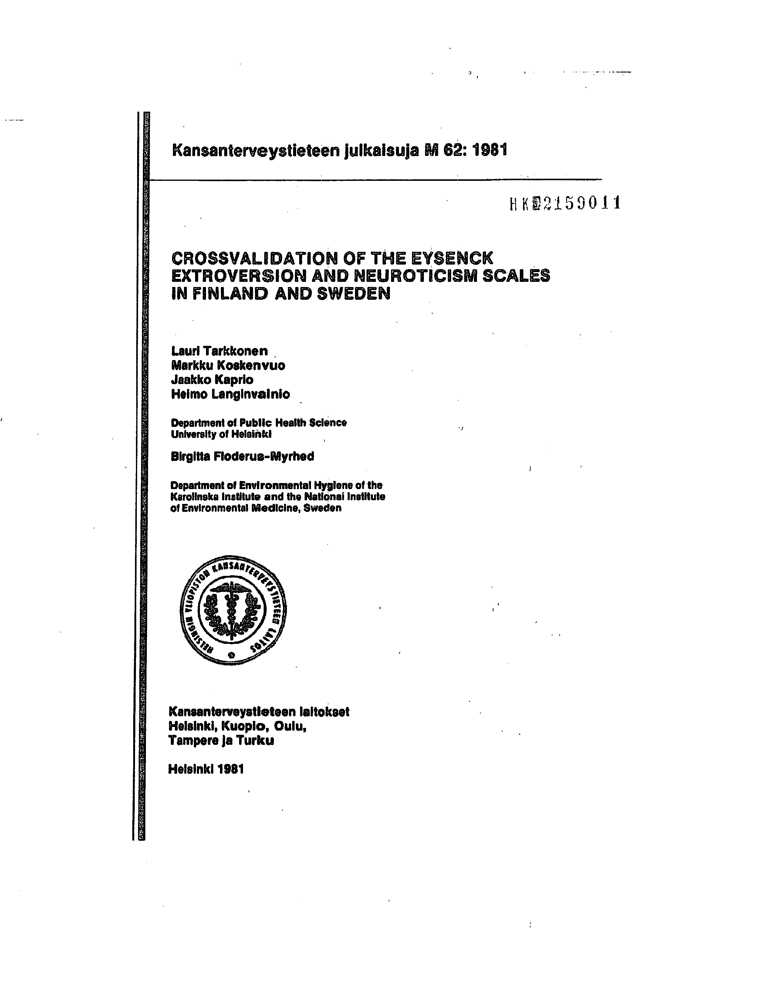 Kansanterveystieteen julkaisuja M 62: 1981
CROSSVALIDATION OF THE EYSENCK
EXTROVERSION AND NEUROTICISM SCALES
IN FINLAND AND SWEDEN
Lauri Tarkkonen
Markku Koskenvuo
Jaakko Kaprio
Heimo Langinvainio
Department of Public Health Science
University of Helsinki
Birgitta Floderus-Myrhed
Department of Environmental Hygiene of the
Karolinska Institute and the National Institute
of Environmental Medicine, Sweden
HELSINGIN YLIOPISTON KANSANTERVEYSTIETEEN LAITOS
Kansanterveystieteen laitokset
Helsinki, Kuopio, Oulu,
Tampere ja Turku
Helsinki 1981